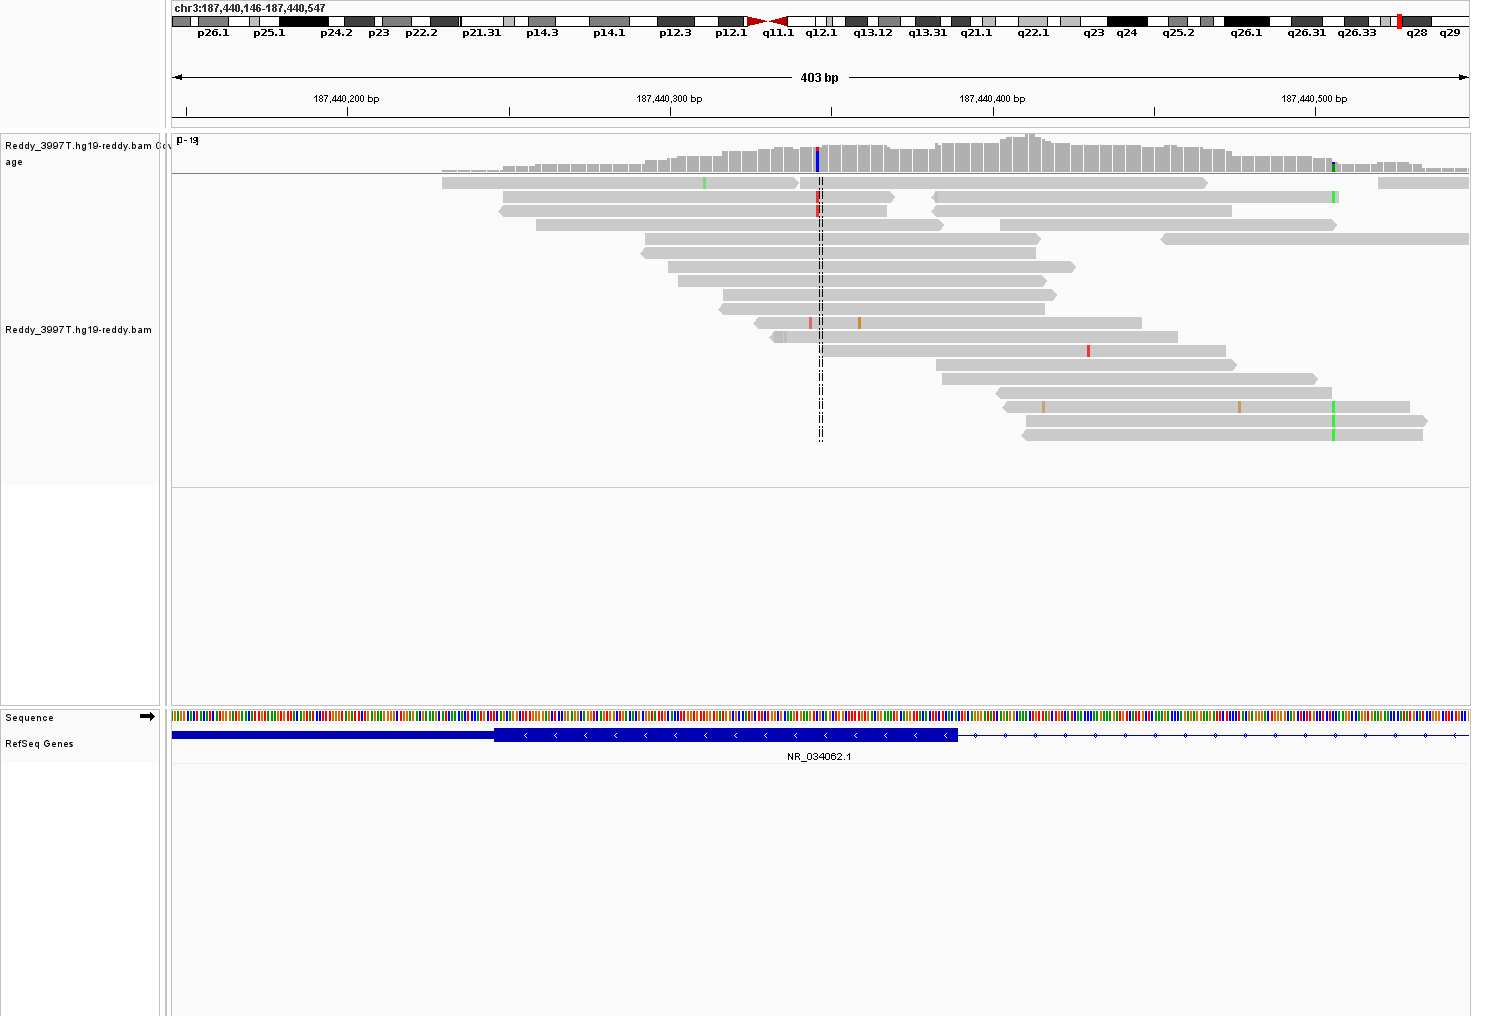 chr3:187,440,146-187,440,547
p26.1 p25.1 p24.2 p23 p22.2 p21.31 p14.3 p14.1 p12.3 p12.1 q11.1 q12.1 q13.12 q13.31 q21.1 q22.1 q23 q24 q25.2 q26.1 q26.31 q26.33 q28 q29
403 bp
187,440,200 bp 187,440,300 bp 187,440,400 bp 187,440,500 bp
Reddy_3997T.hg19-reddy.bam Cov
age
[0 - 19]
Reddy_3997T.hg19-reddy.bam
Sequence
RefSeq Genes
NR_034062.1